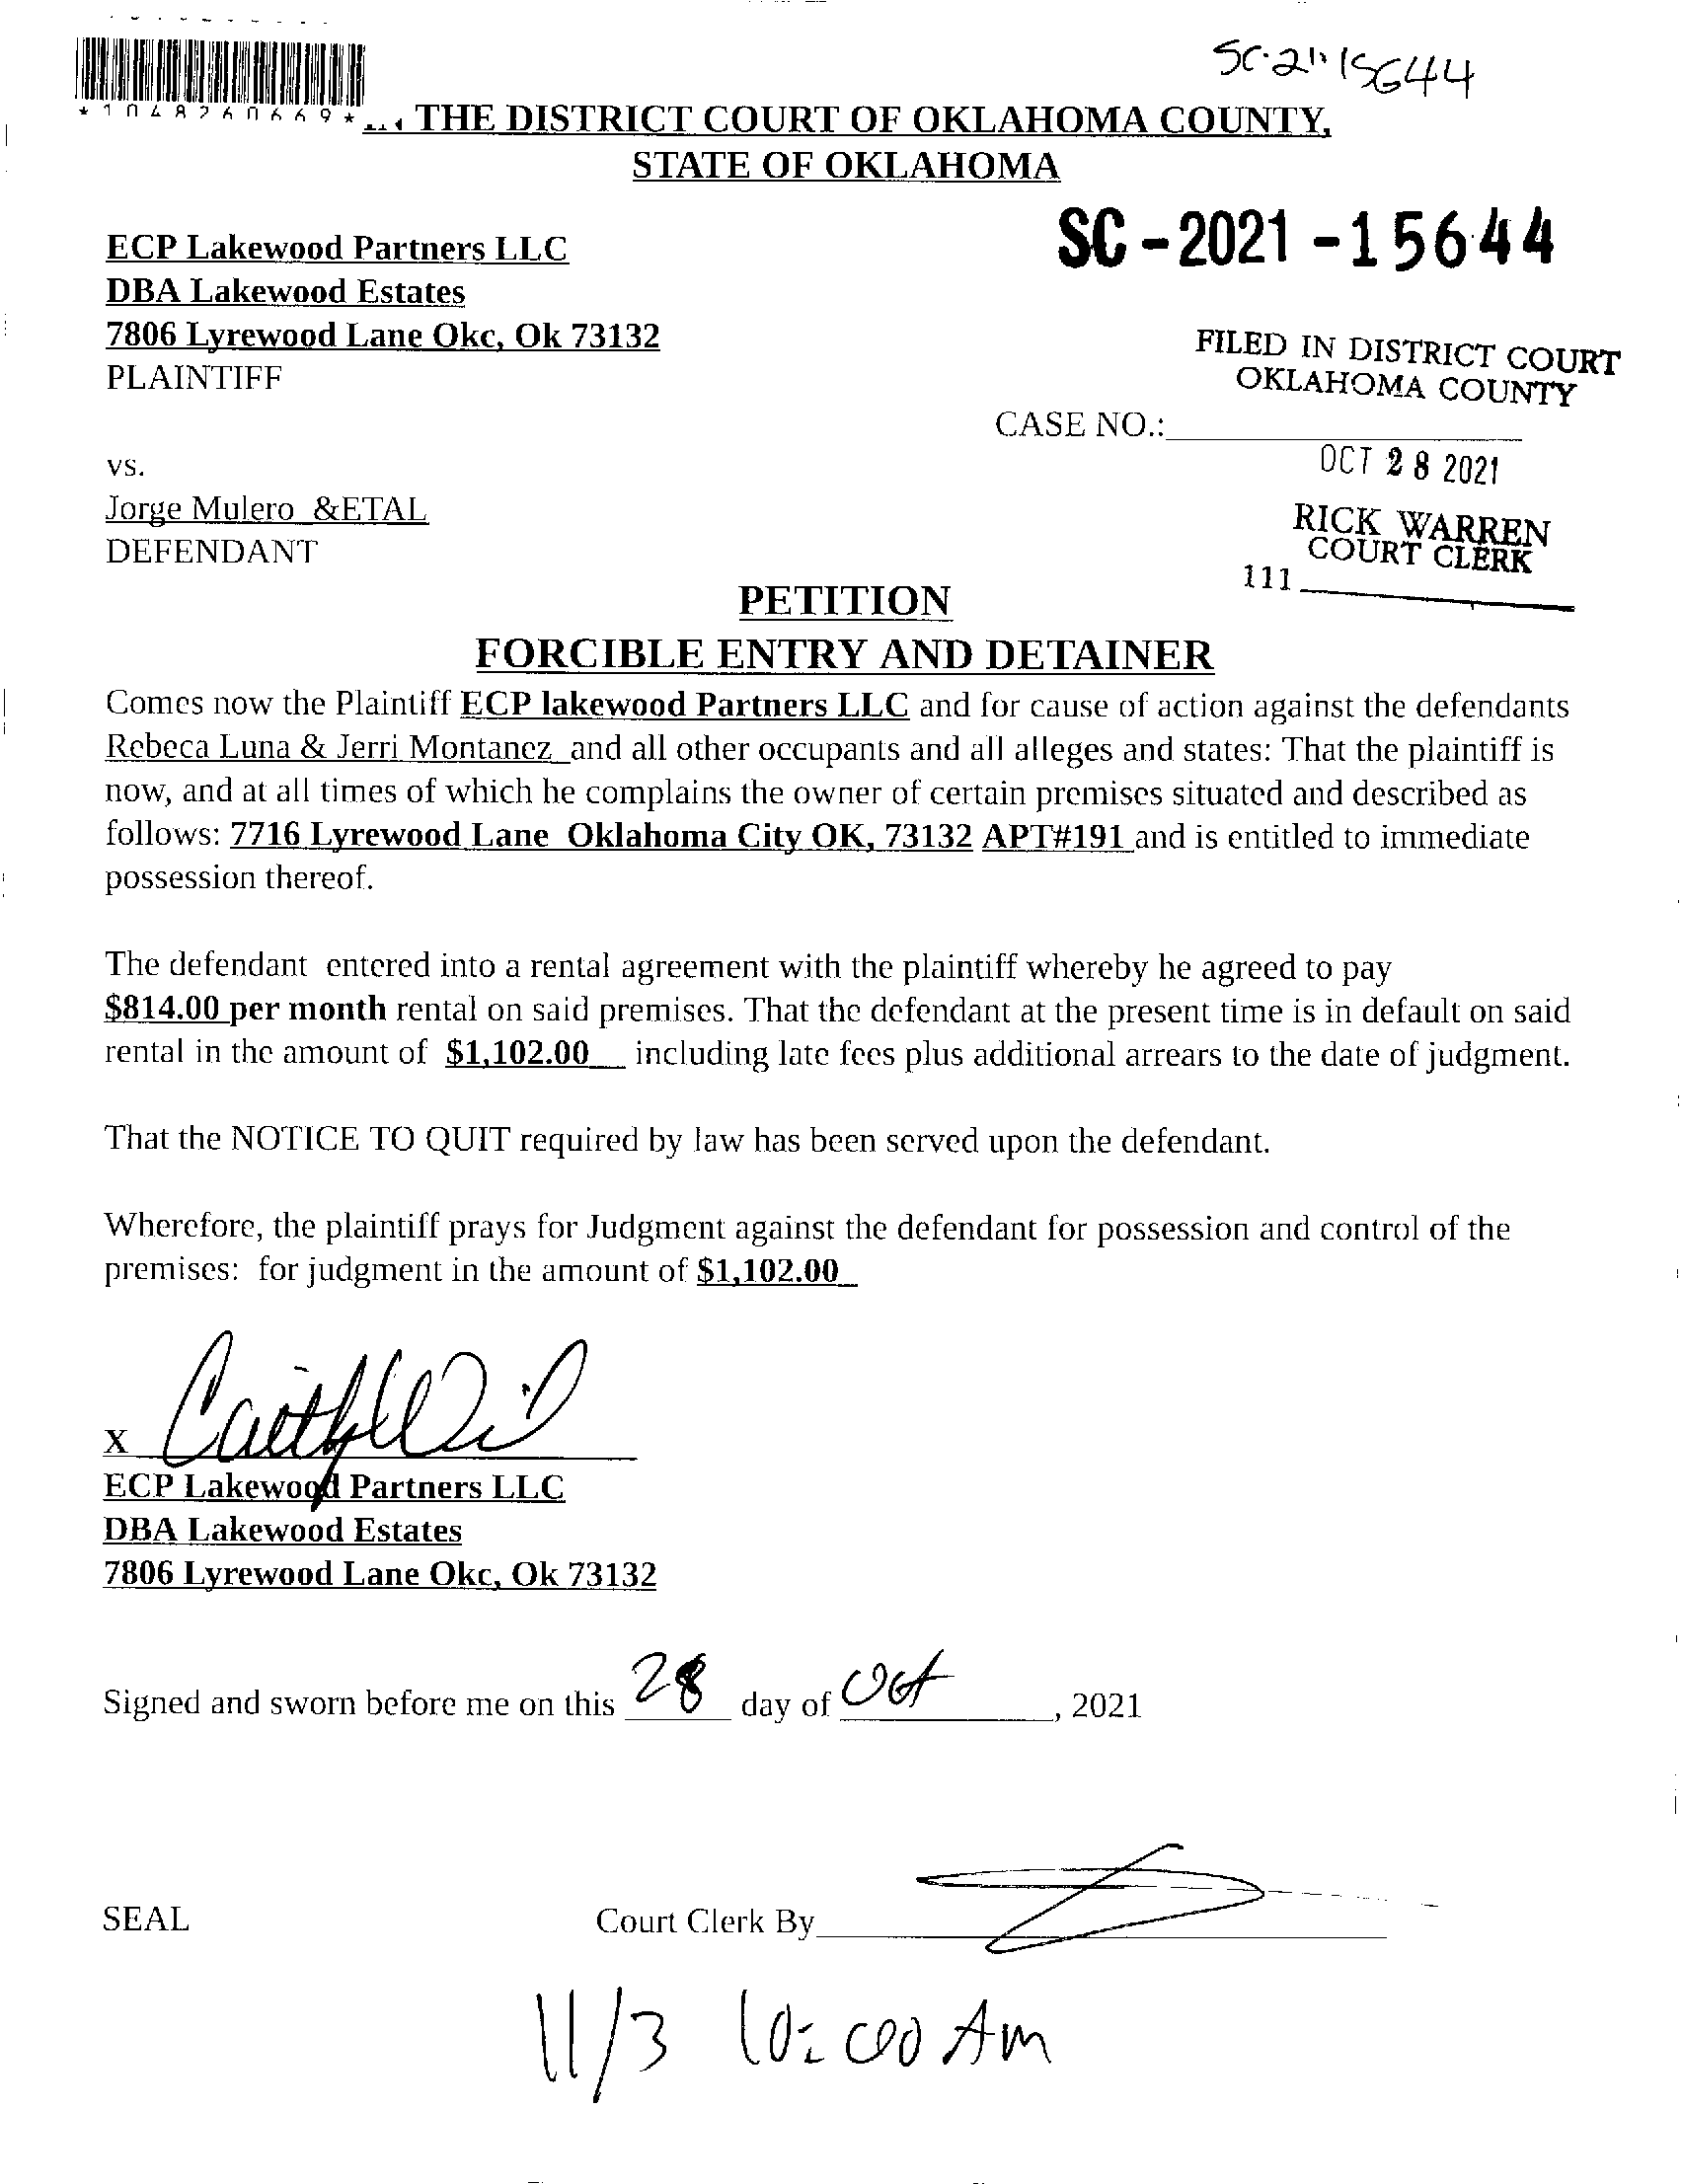 SC-21-15644
*1048260669*
THE DISTRICT COURT OF OKLAHOMA COUNTY,
STATE OF OKLAHOMA
SC-2021-15644
ECP Lakewood Partners LLC
DBA Lakewood Estates
7806 Lyrewood Lane Okc, Ok 73132
PLAINTIFF
FILED IN DISTRICT COURT
OKLAHOMA COUNTY
CASE NO.:
OCT 28 2021
vs.
Jorge Mulero &ETAL
DEFENDANT
RICK WARREN
COURT CLERK
111
PETITION
FORCIBLE ENTRY AND DETAINER
Comes now the Plaintiff ECP lakewood Partners LLC and for cause of action against the defendants
Rebeca Luna & Jerri Montanez and all other occupants and all alleges and states: That the plaintiff is
now, and at all times of which he complains the owner of certain premises situated and described as
follows: 7716 Lyrewood Lane Oklahoma City OK, 73132 APT#191 and is entitled to immediate
possession thereof.
The defendant entered into a rental agreement with the plaintiff whereby he agreed to pay
$814.00 per month rental on said premises. That the defendant at the present time is in default on said
rental in the amount of $1,102.00 including late fees plus additional arrears to the date of judgment.
That the NOTICE TO QUIT required by law has been served upon the defendant.
Wherefore, the plaintiff prays for Judgment against the defendant for possession and control of the
premises: for judgment in the amount of $1,102.00
X
ECP Lakewood Partners LLC
DBA Lakewood Estates
7806 Lyrewood Lane Okc, Ok 73132
Signed and sworn before me on this 28 day of Oct, 2021
SEAL
Court Clerk By
11/3 10:00 AM